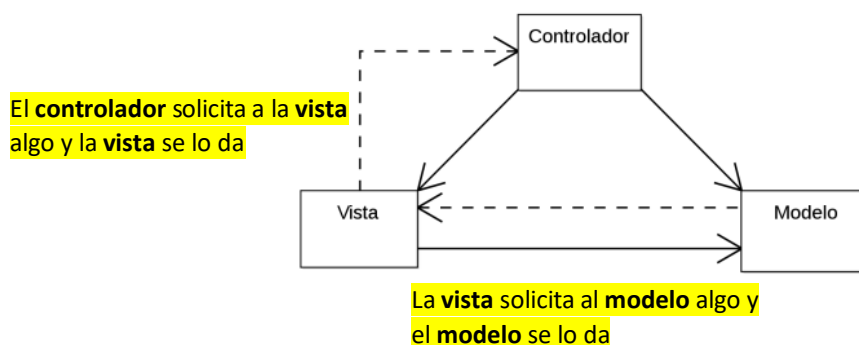 Controlador
El controlador solicita a la vista
algo y la vista se lo da
Vista
Modelo
La vista solicita al modelo algo y
el modelo se lo da